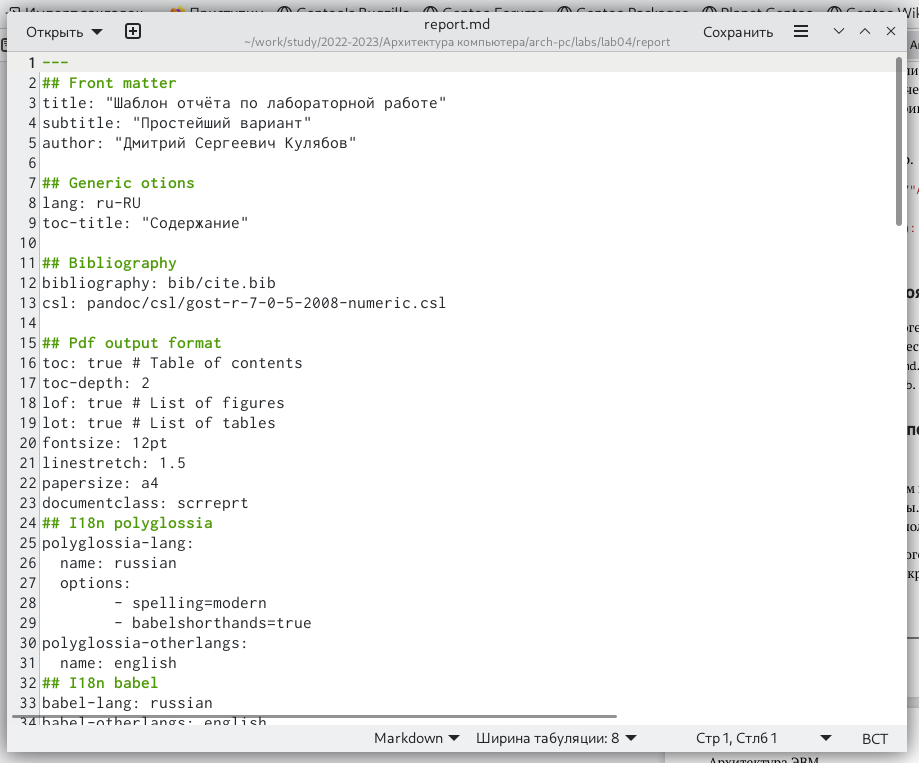 Открыть
report.md
~/work/study/2022-2023/Архитектура компьютера/arch-pc/labs/lab04/report
Сохранить
1 ---
2 ## Front matter
3 title: "Шаблон отчёта по лабораторной работе"
4 subtitle: "Простейший вариант"
5 author: "Дмитрий Сергеевич Кулябов"
6
7 ## Generic otions
8 lang: ru-RU
9 toc-title: "Содержание"
10
11 ## Bibliography
12 bibliography: bib/cite.bib
13 csl: pandoc/csl/gost-r-7-0-5-2008-numeric.csl
14
15 ## Pdf output format
16 toc: true # Table of contents
17 toc-depth: 2
18 lof: true # List of figures
19 lot: true # List of tables
20 fontsize: 12pt
21 linestretch: 1.5
22 papersize: a4
23 documentclass: scrreprt
24 ## I18n polyglossia
25 polyglossia-lang:
26   name: russian
27   options:
28         - spelling=modern
29         - babelshorthands=true
30 polyglossia-otherlangs:
31   name: english
32 ## I18n babel
33 babel-lang: russian
34 babel-otherlangs: english
Markdown
Ширина табуляции: 8
Стр 1, Стлб 1
ВСТ
Архитектура ЭВМ